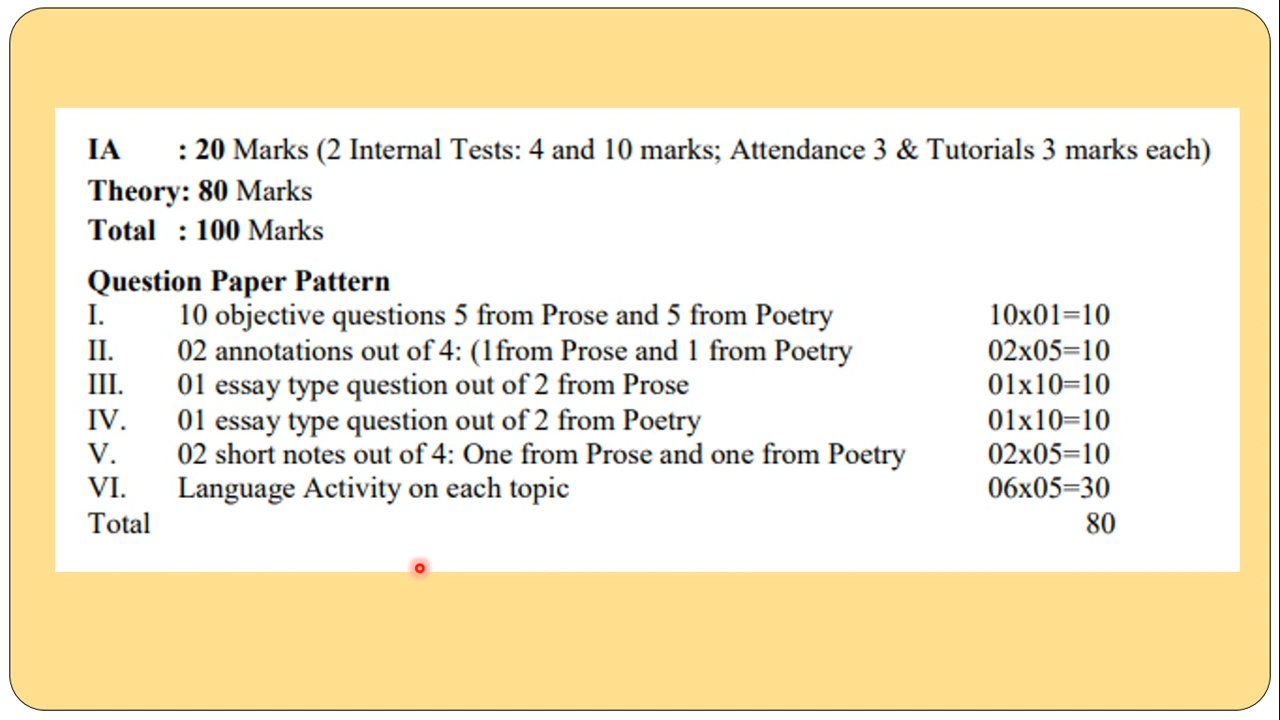 IA : 20 Marks (2 Internal Tests: 4 and 10 marks; Attendance 3 & Tutorials 3 marks each)
Theory: 80 Marks
Total : 100 Marks
Question Paper Pattern
I. 10 objective questions 5 from Prose and 5 from Poetry 10x01=10
II. 02 annotations out of 4: (1from Prose and 1 from Poetry 02x05=10
III. 01 essay type question out of 2 from Prose 01x10=10
IV. 01 essay type question out of 2 from Poetry 01x10=10
V. 02 short notes out of 4: One from Prose and one from Poetry 02x05=10
VI. Language Activity on each topic 06x05=30
Total 80